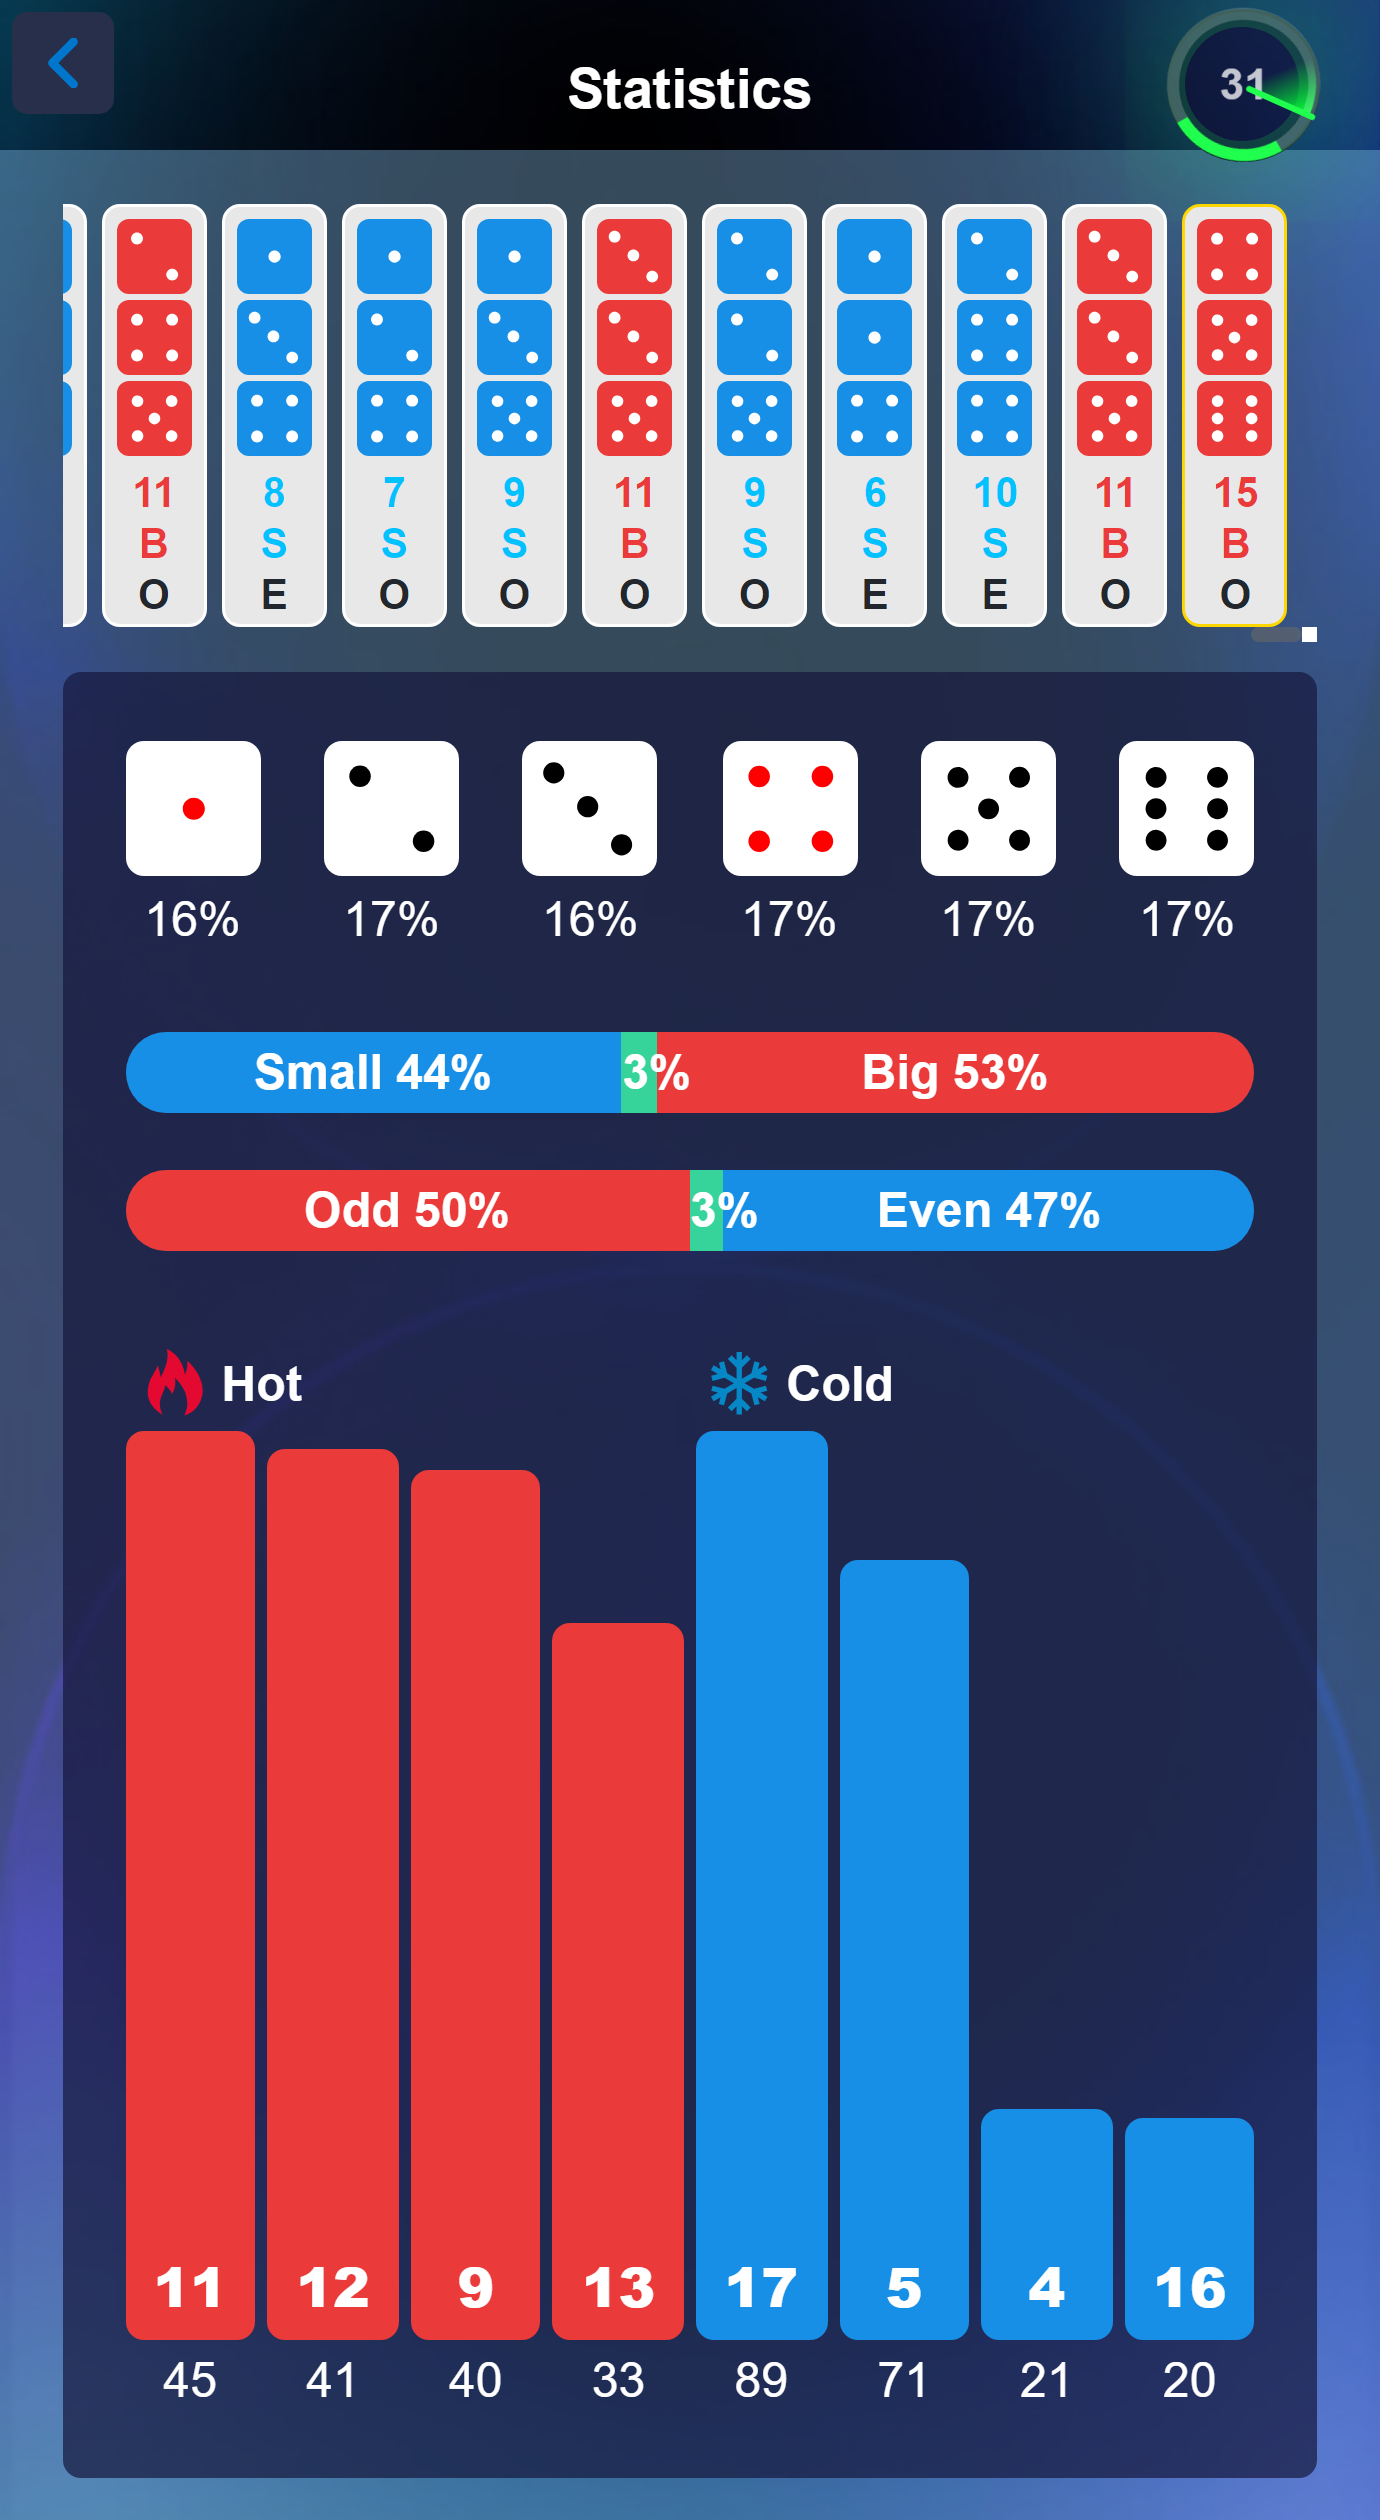 Statistics
31
11 8 7 9 11 9 6 10 11 15
B S S S B S S S B B
O E O O O O E E O O
16% 17% 16% 17% 17% 17%
Small 44% 3% Big 53%
Odd 50% 3% Even 47%
Hot Cold
11 12 9 13 17 5 4 16
45 41 40 33 89 71 21 20